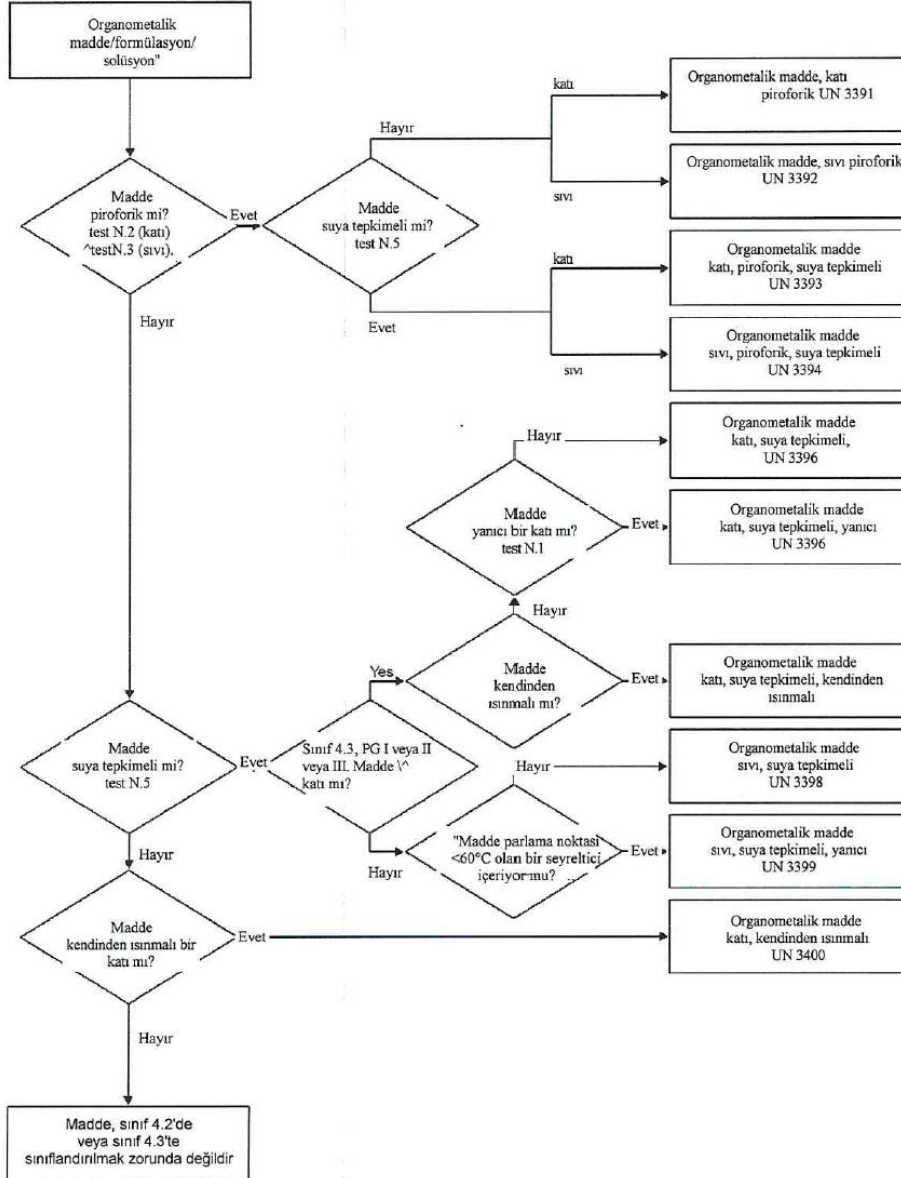 Organometalik
madde/formülasyon/
solüsyon"
Madde
piroforik mi?
test N.2 (katı)
^testN.3 (sıvı).
Evet
Hayır
Madde
suya tepkimeli mi?
test N.5
Hayır
katı
sıvı
Evet
katı
sıvı
Organometalik madde, katı
piroforik UN 3391
Organometalik madde, sıvı piroforik
UN 3392
Organometalik madde
katı, piroforik, suya tepkimeli
UN 3393
Organometalik madde
sıvı, piroforik, suya tepkimeli
UN 3394
Hayır
Organometalik madde
katı, suya tepkimeli,
UN 3396
Madde
yanıcı bir katı mı?
test N.1
Evet
Organometalik madde
katı, suya tepkimeli, yanıcı
UN 3396
Hayır
Madde
kendinden
ısınmalı mı?
Evet
Organometalik madde
katı, suya tepkimeli, kendinden
ısınmalı
Yes
Madde
suya tepkimeli mi?
test N.5
Evet
Sınıf 4.3, PG I veya II
veya III. Madde \^
katı mı?
Hayır
Hayır
Organometalik madde
sıvı, suya tepkimeli
UN 3398
"Madde parlama noktası
<60°C olan bir seyreltici
içeriyor mu?
Evet
Organometalik madde
sıvı, suya tepkimeli, yanıcı
UN 3399
Hayır
Madde
kendinden ısınmalı bir
katı mı?
Evet
Organometalik madde
katı, kendinden ısınmalı
UN 3400
Hayır
Madde, sınıf 4.2'de
veya sınıf 4.3'te
sınıflandırılmak zorunda değildir